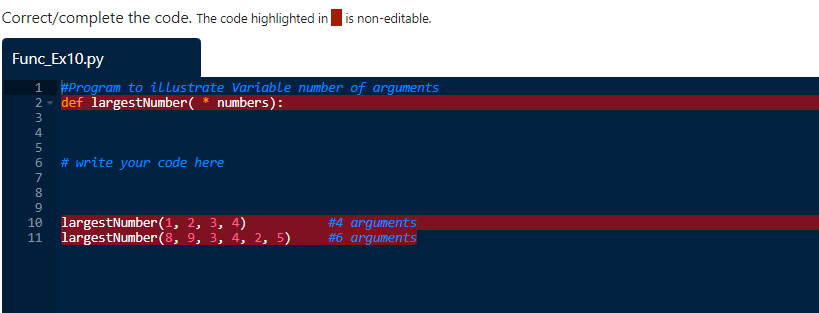 Correct/complete the code. The code highlighted in is non-editable.
Func_Ex10.py
1 #Program to illustrate Variable number of arguments
2 def largestNumber( * numbers):
3
4
5
6 # write your code here
7
8
9
10 largestNumber(1, 2, 3, 4) #4 arguments
11 largestNumber(8, 9, 3, 4, 2, 5) #6 arguments